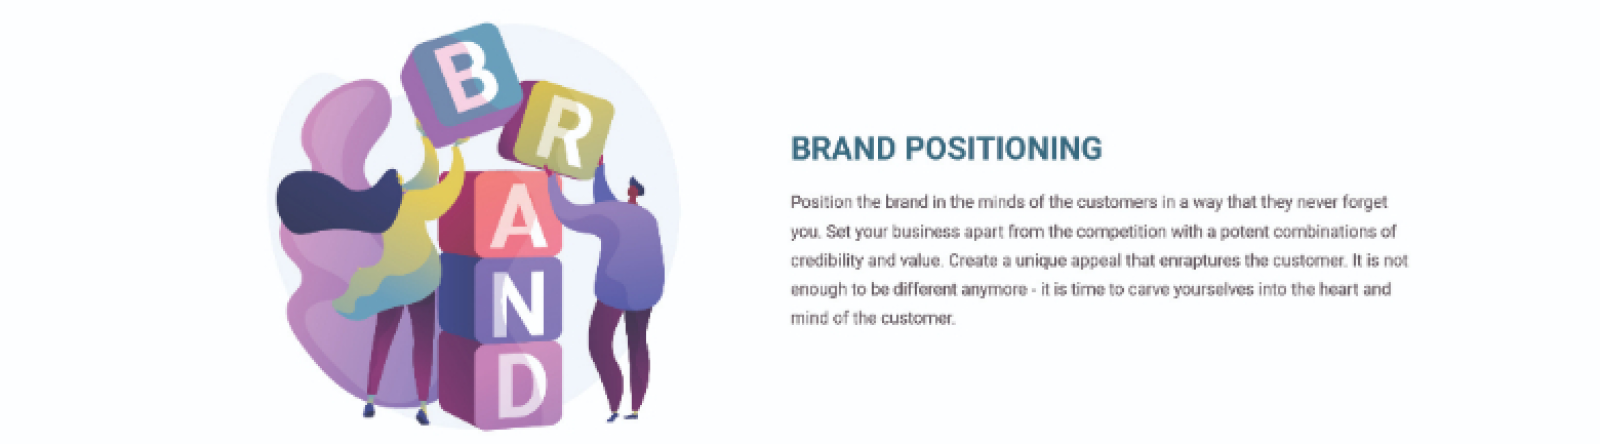 B
R
A
N
D
BRAND POSITIONING
Position the brand in the minds of the customers in a way that they never forget
you. Set your business apart from the competition with a potent combinations of
credibility and value. Create a unique appeal that enraptures the customer. It is not
enough to be different anymore - it is time to carve yourselves into the heart and
mind of the customer.